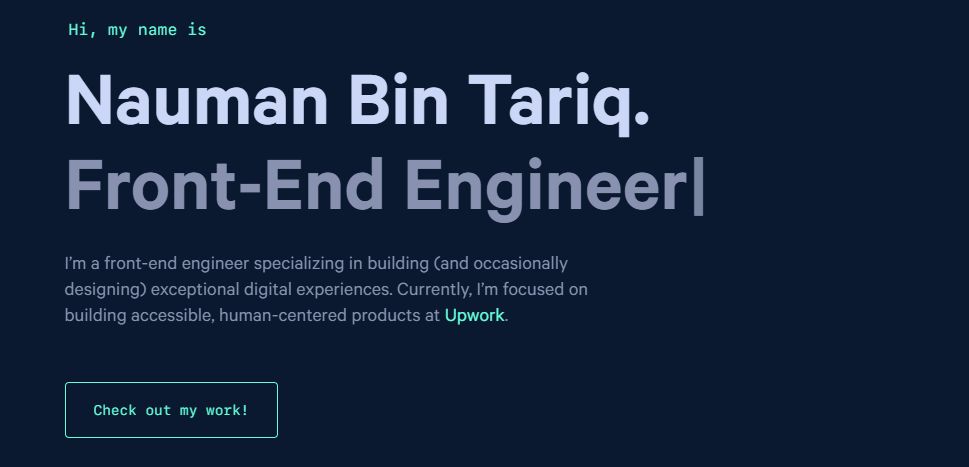 Hi, my name is
Nauman Bin Tariq.
Front-End Engineer|
I'm a front-end engineer specializing in building (and occasionally
designing) exceptional digital experiences. Currently, I'm focused on
building accessible, human-centered products at Upwork.
Check out my work!